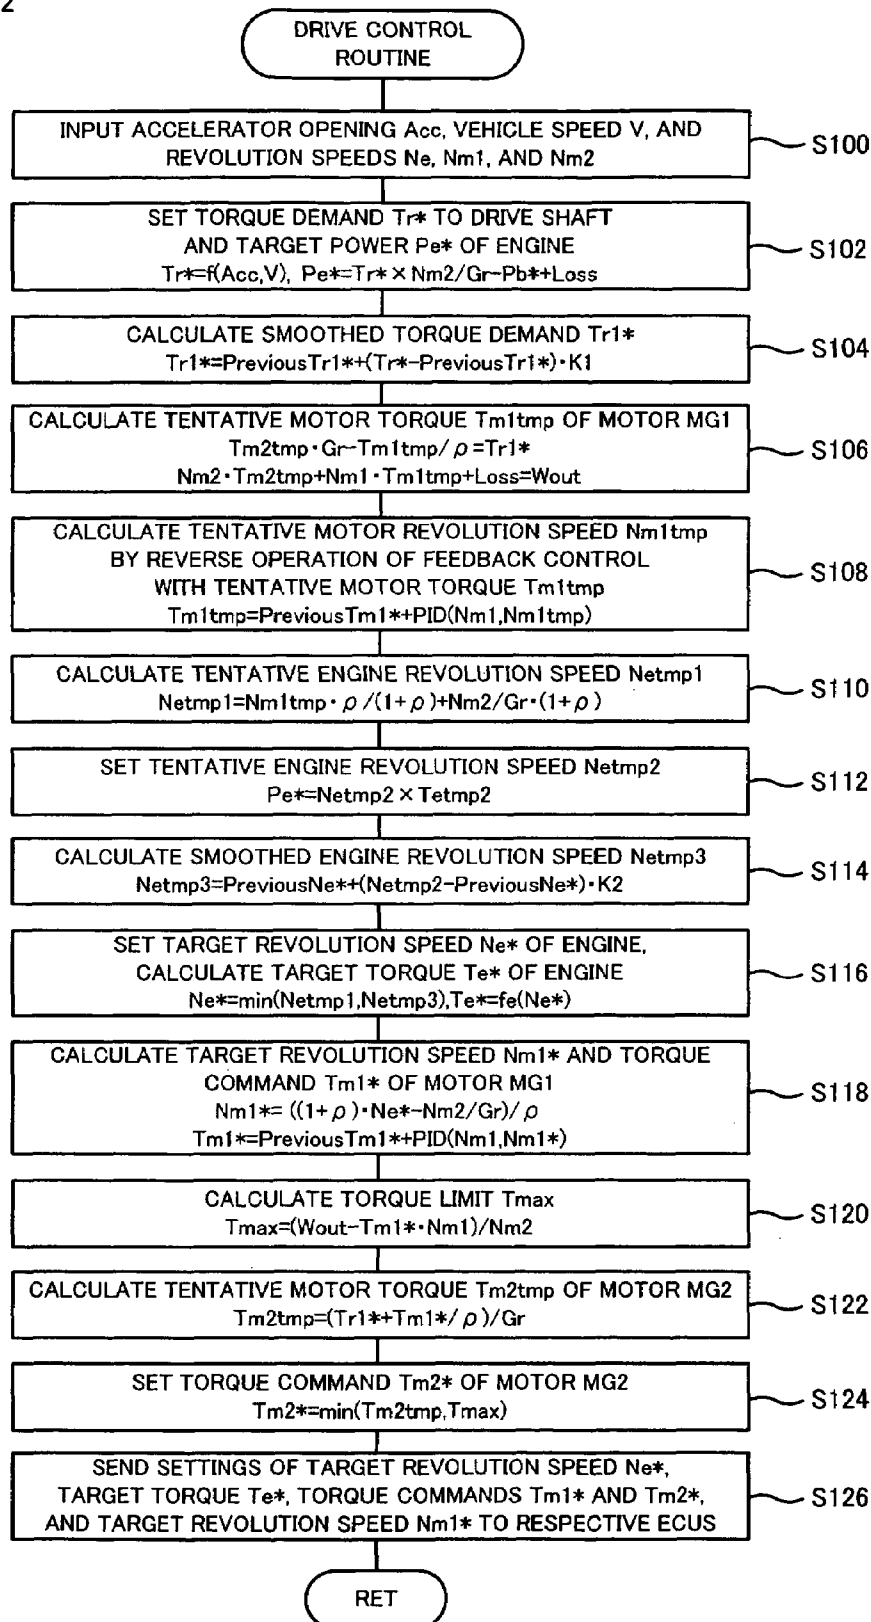 2
DRIVE CONTROL
ROUTINE
INPUT ACCELERATOR OPENING Acc, VEHICLE SPEED V, AND
REVOLUTION SPEEDS Ne, Nm1, AND Nm2
S100
SET TORQUE DEMAND Tr* TO DRIVE SHAFT
AND TARGET POWER Pe* OF ENGINE
Tr*=f(Acc,V), Pe*=Tr*×Nm2/Gr-Pb*+Loss
S102
CALCULATE SMOOTHED TORQUE DEMAND Tr1*
Tr1*=PreviousTr1*+(Tr*-PreviousTr1*)・K1
S104
CALCULATE TENTATIVE MOTOR TORQUE Tm1tmp OF MOTOR MG1
Tm2tmp・Gr-Tm1tmp/ρ=Tr1*
Nm2・Tm2tmp+Nm1・Tm1tmp+Loss=Wout
S106
CALCULATE TENTATIVE MOTOR REVOLUTION SPEED Nm1tmp
BY REVERSE OPERATION OF FEEDBACK CONTROL
WITH TENTATIVE MOTOR TORQUE Tm1tmp
Tm1tmp=PreviousTm1*+PID(Nm1,Nm1tmp)
S108
CALCULATE TENTATIVE ENGINE REVOLUTION SPEED Netmp1
Netmp1=Nm1tmp・ρ/(1+ρ)+Nm2/Gr・(1+ρ)
S110
SET TENTATIVE ENGINE REVOLUTION SPEED Netmp2
Pe*=Netmp2×Tetmp2
S112
CALCULATE SMOOTHED ENGINE REVOLUTION SPEED Netmp3
Netmp3=PreviousNe*+(Netmp2-PreviousNe*)・K2
S114
SET TARGET REVOLUTION SPEED Ne* OF ENGINE,
CALCULATE TARGET TORQUE Te* OF ENGINE
Ne*=min(Netmp1,Netmp3),Te*=fe(Ne*)
S116
CALCULATE TARGET REVOLUTION SPEED Nm1* AND TORQUE
COMMAND Tm1* OF MOTOR MG1
Nm1*= ((1+ρ)・Ne*-Nm2/Gr)/ρ
Tm1*=PreviousTm1*+PID(Nm1,Nm1*)
S118
CALCULATE TORQUE LIMIT Tmax
Tmax=(Wout-Tm1*・Nm1)/Nm2
S120
CALCULATE TENTATIVE MOTOR TORQUE Tm2tmp OF MOTOR MG2
Tm2tmp=(Tr1*+Tm1*/ρ)/Gr
S122
SET TORQUE COMMAND Tm2* OF MOTOR MG2
Tm2*=min(Tm2tmp,Tmax)
S124
SEND SETTINGS OF TARGET REVOLUTION SPEED Ne*,
TARGET TORQUE Te*, TORQUE COMMANDS Tm1* AND Tm2*,
AND TARGET REVOLUTION SPEED Nm1* TO RESPECTIVE ECUS
S126
RET